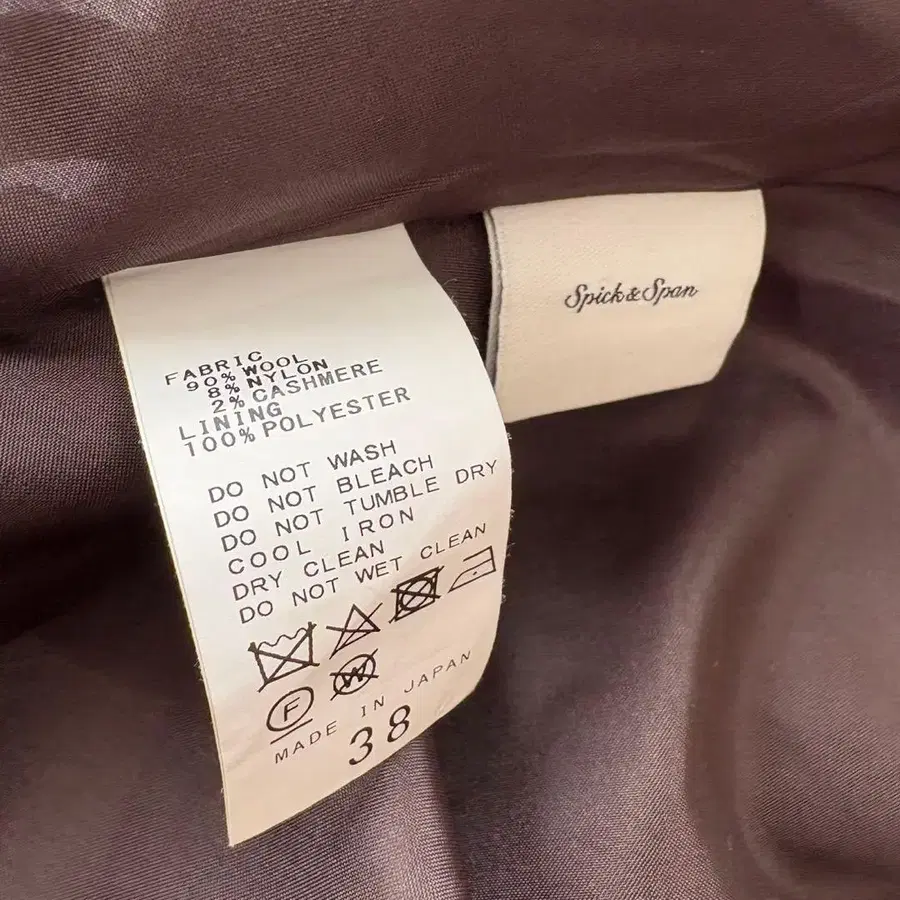 FABRIC
90% WOOL
8% NYLON
2% CASHMERE
LINING
100% POLYESTER
DO NOT WASH
DO NOT BLEACH
DO NOT TUMBLE DRY
COOL IRON
DRY CLEAN
DO NOT WET CLEAN
F W
MADE IN JAPAN
38
Spick & Span